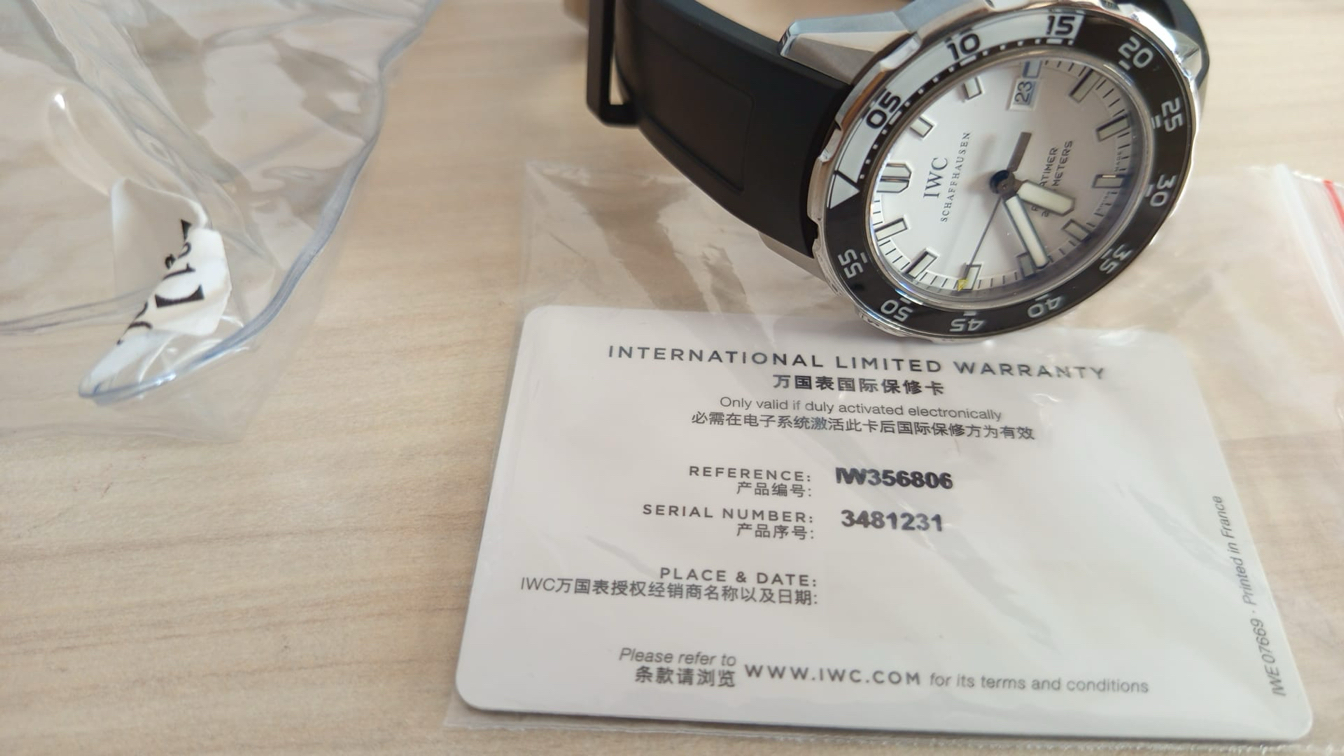 05
10
15
20
25
30
35
40
45
50
55
23
IWC
SCHAFFHAUSEN
METERS
INTERNATIONAL LIMITED WARRANTY
万国表国际保修卡
Only valid if duly activated electronically
必需在电子系统激活此卡后国际保修方为有效
REFERENCE: IW356806
产品编号:
SERIAL NUMBER: 3481231
产品序号:
PLACE & DATE:
IWC万国表授权经销商名称以及日期:
Please refer to WWW.IWC.COM for its terms and conditions
条款请浏览
IWE07669 · Printed in France